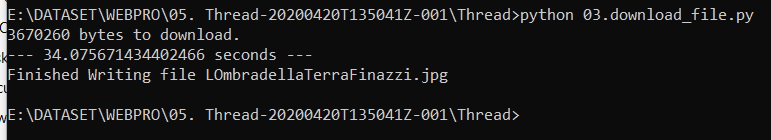 E:\DATASET\WEBPRO\05. Thread-20200420T135041Z-001\Thread>python 03.download_file.py
3670260 bytes to download.
--- 34.075671434402466 seconds ---
Finished Writing file LOmbradellaTerraFinazzi.jpg
E:\DATASET\WEBPRO\05. Thread-20200420T135041Z-001\Thread>